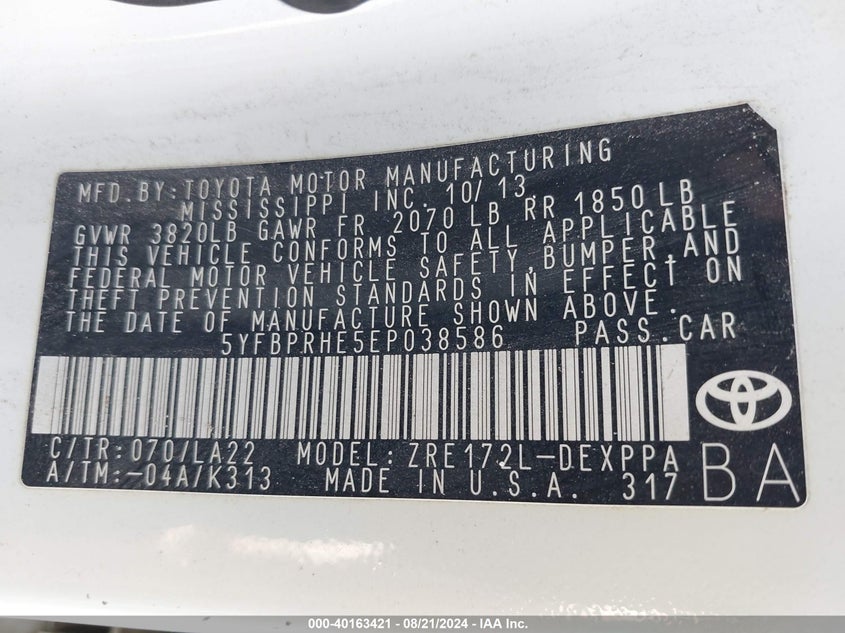 MFD. BY: TOYOTA MOTOR MANUFACTURING
MISSISSIPPI INC. 10/13
GVWR 3820LB GAWR FR 2070 LB RR 1850 LB
THIS VEHICLE CONFORMS TO ALL APPLICABLE
FEDERAL MOTOR VEHICLE SAFETY, BUMPER, AND
THEFT PREVENTION STANDARDS IN EFFECT ON
THE DATE OF MANUFACTURE SHOWN ABOVE.
5YFBPRHE5EP038586 PASS. CAR
C/TR: 070/LA22 MODEL: ZRE172L-DEXPPA
A/TM: -04A/K313 MADE IN U.S.A. 317 BA
000-40163421 - 08/21/2024 - IAA Inc.